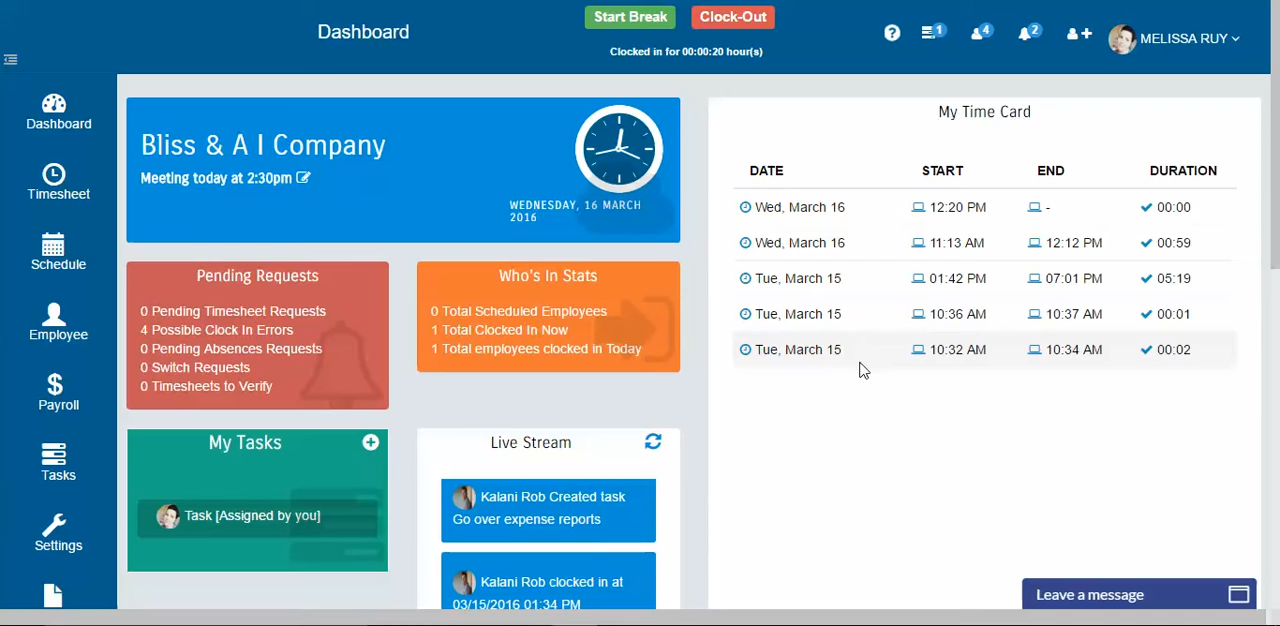 Dashboard
Start Break
Clock-Out
Clocked in for 00:00:20 hour(s)
1
4
2
MELISSA RUY
Dashboard
Timesheet
Schedule
Employee
Payroll
Tasks
Settings
Bliss & A I Company
Meeting today at 2:30pm
WEDNESDAY, 16 MARCH
2016
Pending Requests
0 Pending Timesheet Requests
4 Possible Clock In Errors
0 Pending Absences Requests
0 Switch Requests
0 Timesheets to Verify
Who's In Stats
0 Total Scheduled Employees
1 Total Clocked In Now
1 Total employees clocked in Today
My Tasks
Task [Assigned by you]
Live Stream
Kalani Rob Created task
Go over expense reports
Kalani Rob clocked in at
03/15/2016 01:34 PM
My Time Card
DATE START END DURATION
Wed, March 16 12:20 PM - 00:00
Wed, March 16 11:13 AM 12:12 PM 00:59
Tue, March 15 01:42 PM 07:01 PM 05:19
Tue, March 15 10:36 AM 10:37 AM 00:01
Tue, March 15 10:32 AM 10:34 AM 00:02
Leave a message